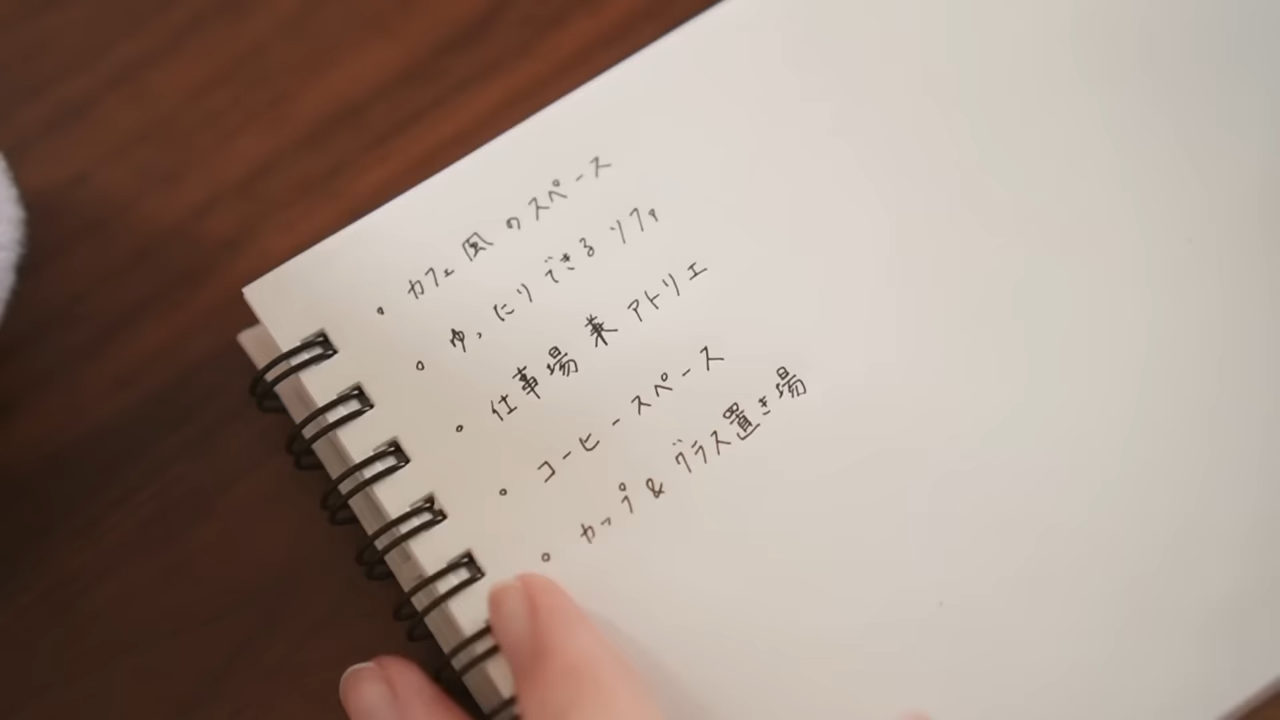 ・カフェ風のスペース
・ゆったりできるソファ
・仕事場兼アトリエ
・コーヒースペース
・カップ&グラス置き場